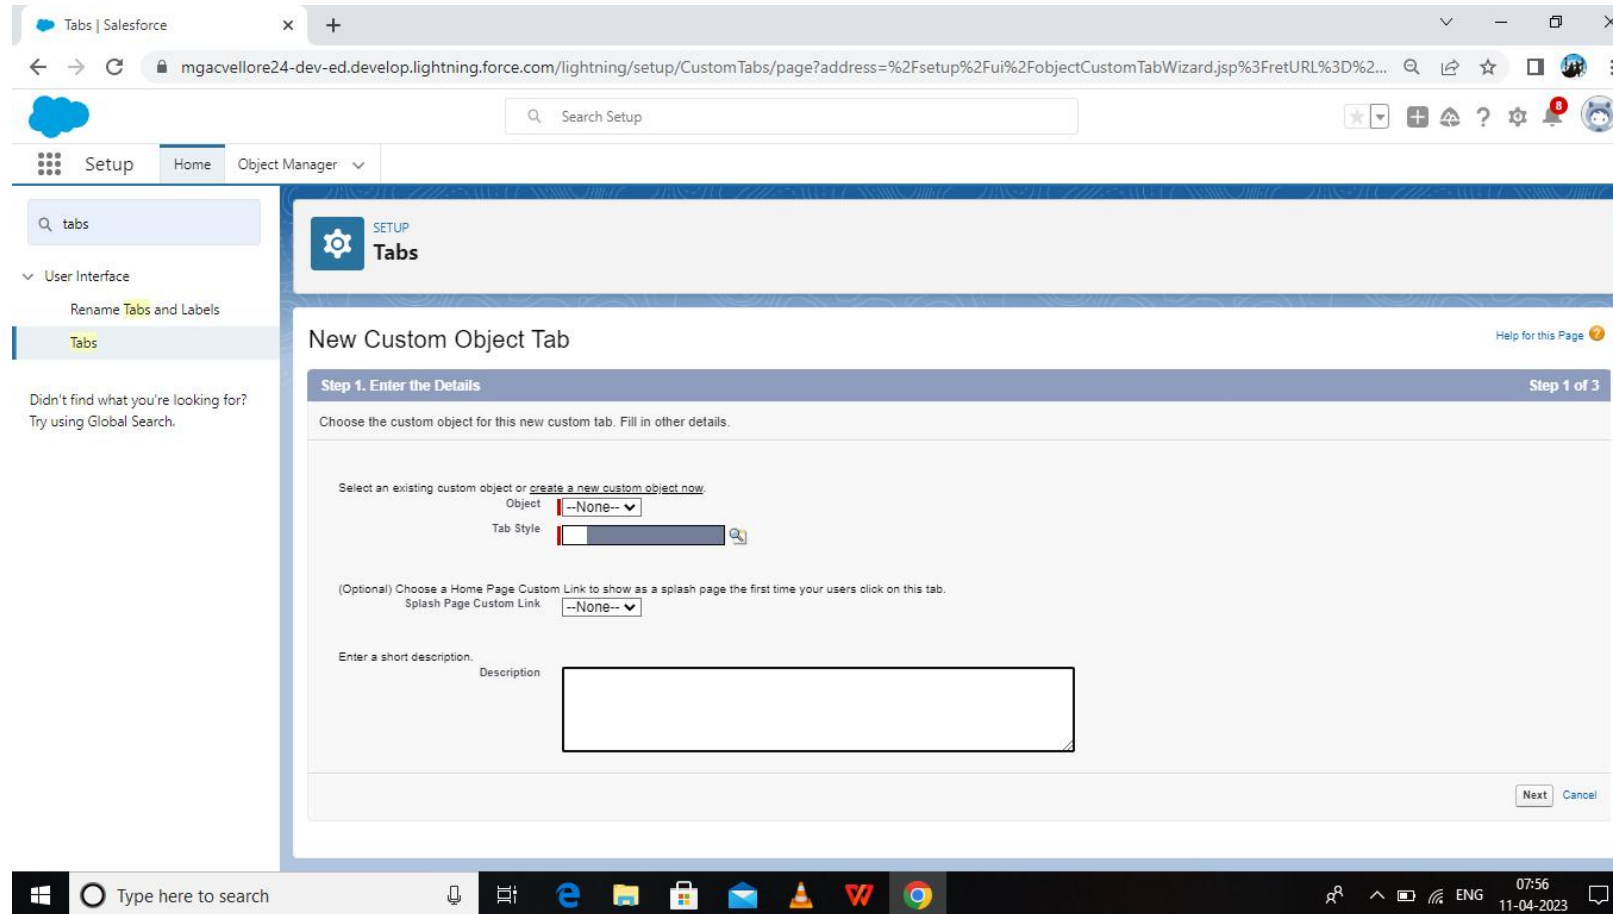 Tabs | Salesforce
mgacvellore24-dev-ed.develop.lightning.force.com/lightning/setup/CustomTabs/page?address=%2Fsetup%2Fui%2FobjectCustomTabWizard.jsp%3FretURL%3D%2...
Search Setup
8
Setup
Home
Object Manager
tabs
User Interface
Rename Tabs and Labels
Tabs
Didn't find what you're looking for?
Try using Global Search.
SETUP
Tabs
New Custom Object Tab
Help for this Page
Step 1. Enter the Details
Step 1 of 3
Choose the custom object for this new custom tab. Fill in other details.
Select an existing custom object or create a new custom object now.
Object
--None--
Tab Style
(Optional) Choose a Home Page Custom Link to show as a splash page the first time your users click on this tab.
Splash Page Custom Link
--None--
Enter a short description.
Description
Next
Cancel
Type here to search
ENG
07:56
11-04-2023